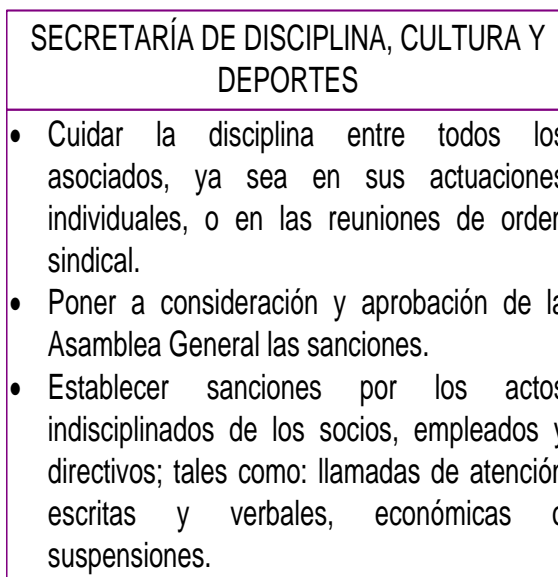 SECRETARÍA DE DISCIPLINA, CULTURA Y
DEPORTES
• Cuidar la disciplina entre todos los
asociados, ya sea en sus actuaciones
individuales, o en las reuniones de orden
sindical.
• Poner a consideración y aprobación de la
Asamblea General las sanciones.
• Establecer sanciones por los actos
indisciplinados de los socios, empleados y
directivos; tales como: llamadas de atención
escritas y verbales, económicas o
suspensiones.